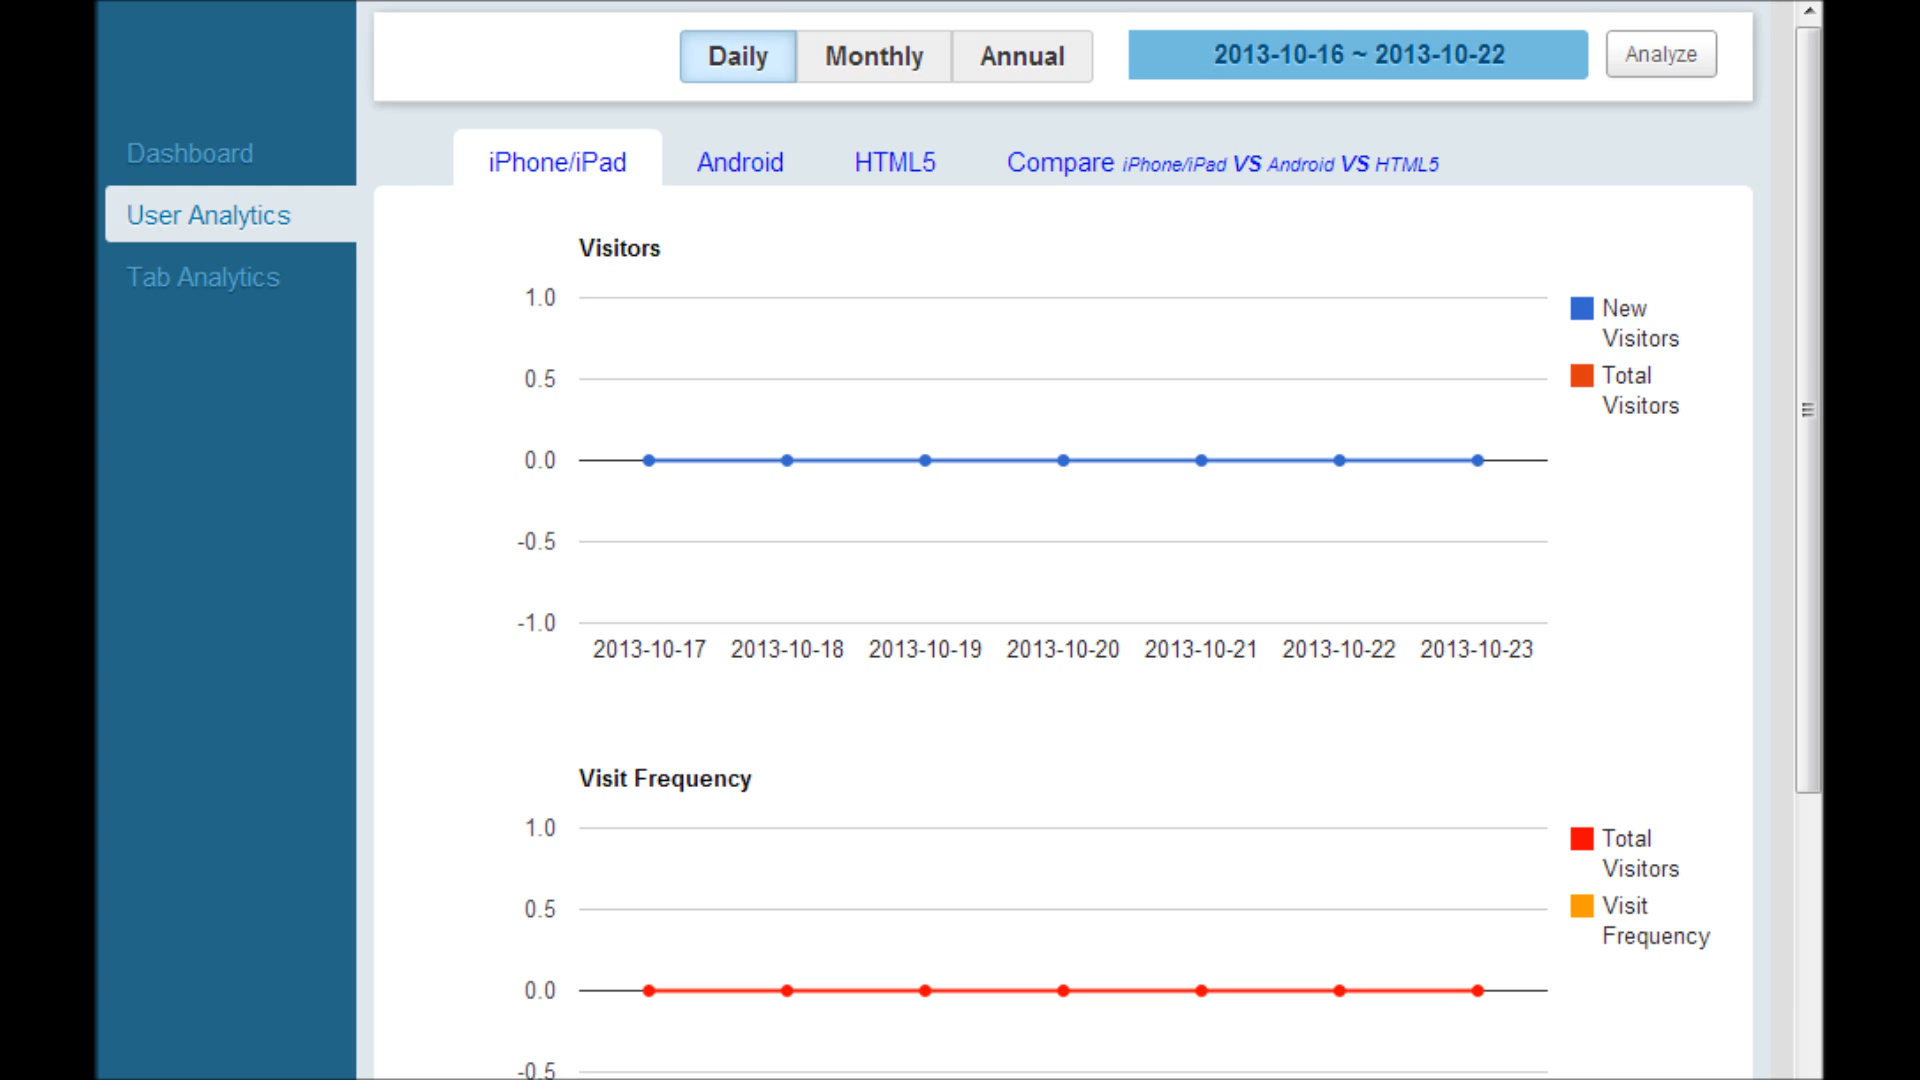 Daily Monthly Annual 2013-10-16 ~ 2013-10-22 Analyze
Dashboard
User Analytics
Tab Analytics
iPhone/iPad Android HTML5 Compare iPhone/iPad VS Android VS HTML5
Visitors
1.0
0.5
0.0
-0.5
-1.0
2013-10-17 2013-10-18 2013-10-19 2013-10-20 2013-10-21 2013-10-22 2013-10-23
New
Visitors
Total
Visitors
Visit Frequency
1.0
0.5
0.0
-0.5
Total
Visitors
Visit
Frequency